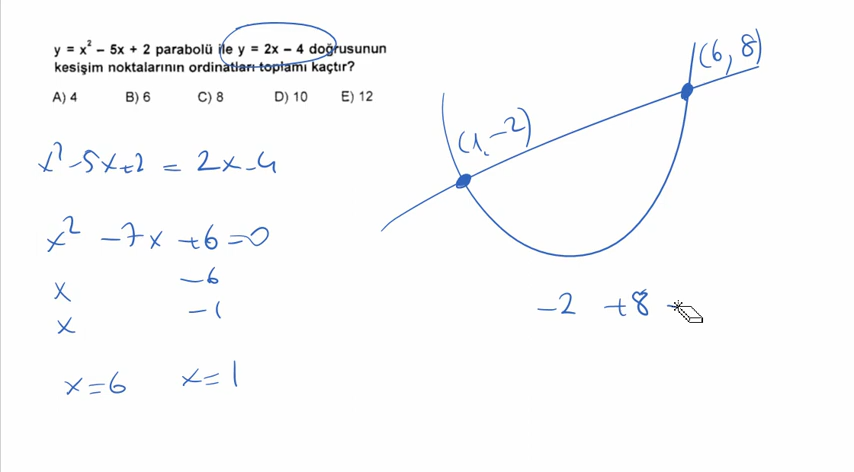 y = x² – 5x + 2 parabolü ile y = 2x – 4 doğrusunun
kesişim noktalarının ordinatları toplamı kaçtır?
A) 4 B) 6 C) 8 D) 10 E) 12
x² - 5x + 2 = 2x - 4
x² - 7x + 6 = 0
x -6
x -1
x = 6 x = 1
(6, 8)
(1, -2)
-2 + 8